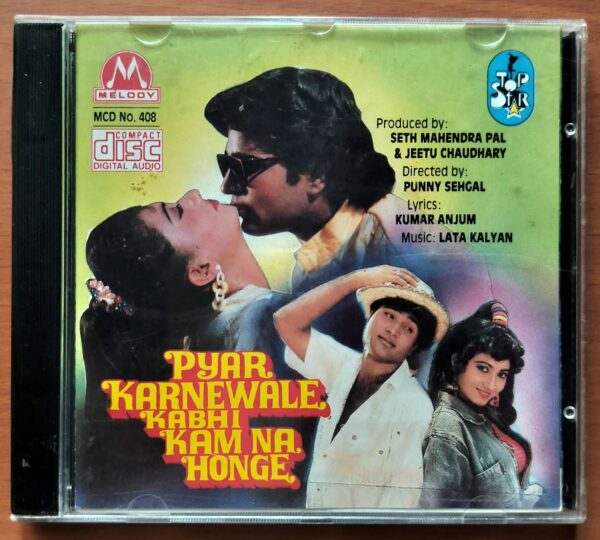 MELODY
MCD No. 408
COMPACT
disc
DIGITAL AUDIO
TOP
STAR
Produced by:
SETH MAHENDRA PAL
& JEETU CHAUDHARY
Directed by:
PUNNY SEHGAL
Lyrics:
KUMAR ANJUM
Music: LATA KALYAN
PYAR
KARNEWALE
KABHI
KAM NA
HONGE